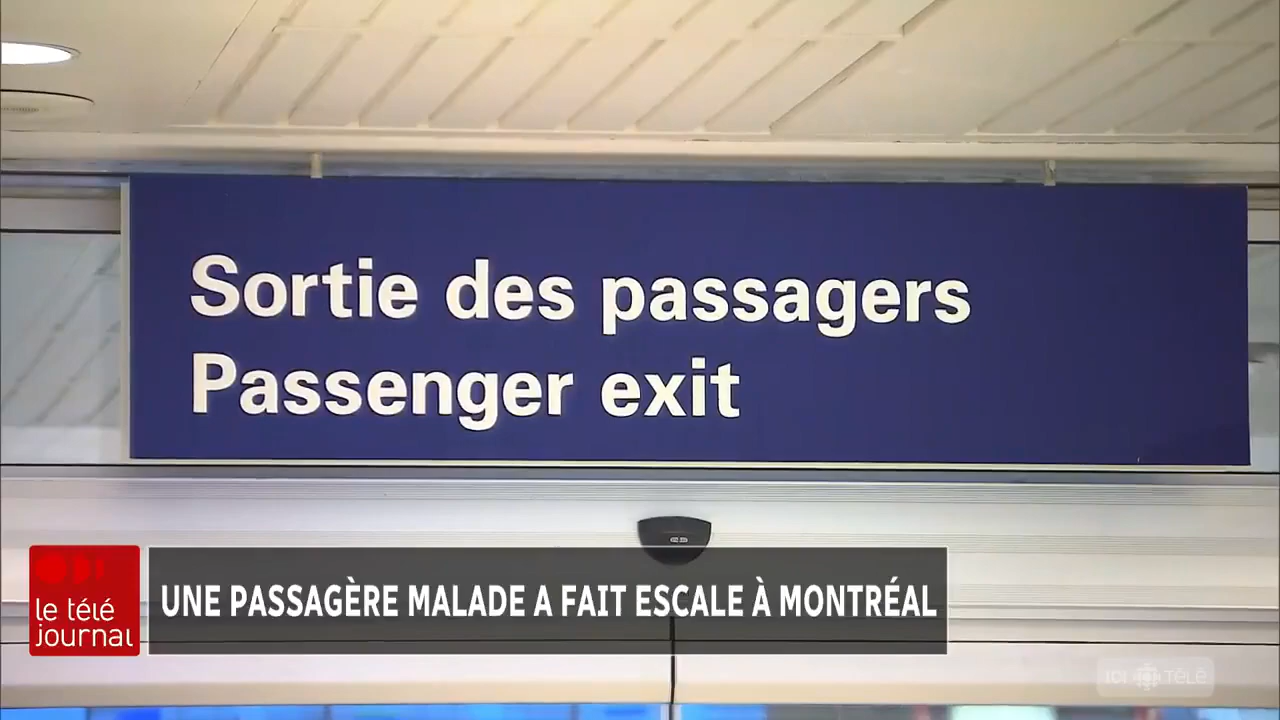 Sortie des passagers
Passenger exit
le télé
journal
UNE PASSAGÈRE MALADE A FAIT ESCALE À MONTRÉAL
ICI TÉLÉ